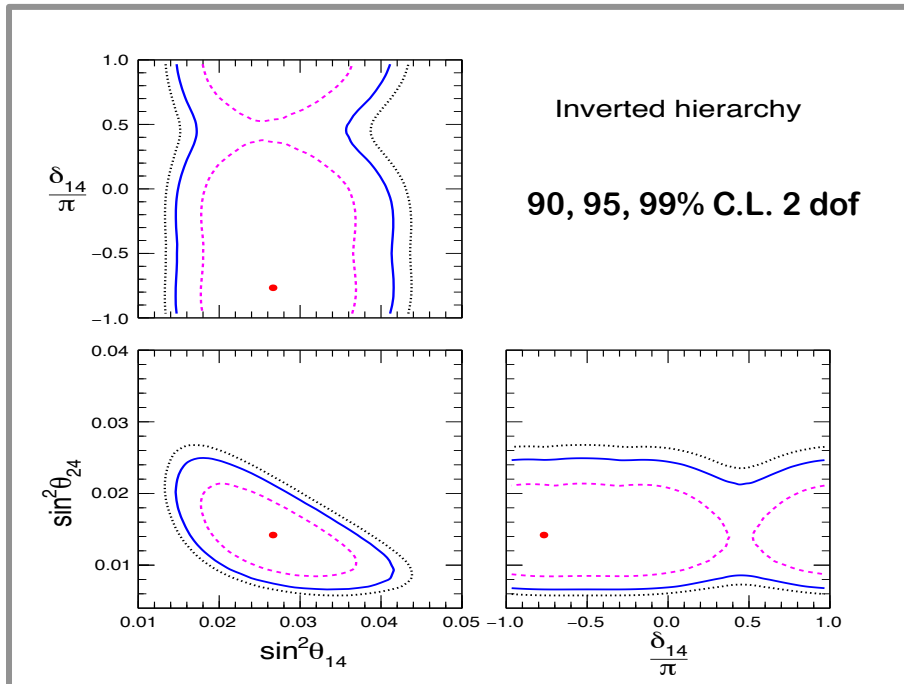 1.0
0.5
0.0
−0.5
−1.0
δ14
π
Inverted hierarchy
90, 95, 99% C.L. 2 dof
0.04
0.03
0.02
0.01
sin²θ24
0.01 0.02 0.03 0.04 0.05
sin²θ14
−1.0 −0.5 0.0 0.5 1.0
δ14
π